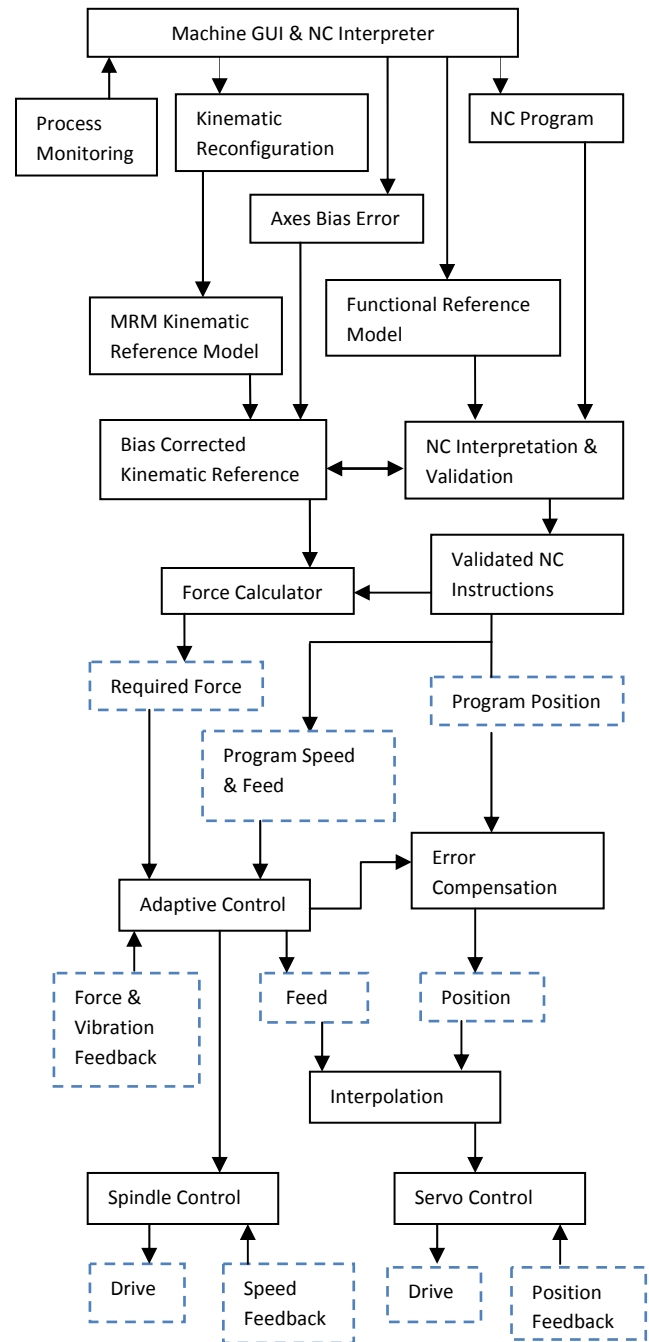 Machine GUI & NC Interpreter
Process
Monitoring
Kinematic
Reconfiguration
NC Program
Axes Bias Error
MRM Kinematic
Reference Model
Functional Reference
Model
Bias Corrected
Kinematic Reference
NC Interpretation &
Validation
Force Calculator
Validated NC
Instructions
Required Force
Program Speed
& Feed
Program Position
Adaptive Control
Error
Compensation
Force &
Vibration
Feedback
Feed
Position
Interpolation
Spindle Control
Servo Control
Drive
Speed
Feedback
Drive
Position
Feedback